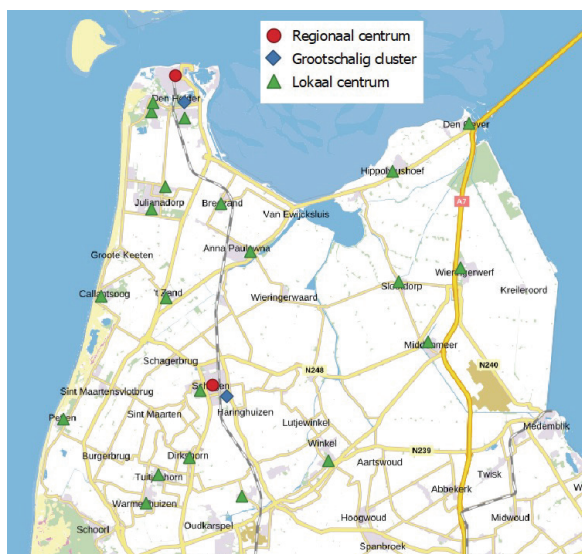 Regionaal centrum
Grootschalig cluster
Lokaal centrum
Den Helder
Den Oever
Hippolytushoef
Julianadorp
Breezand
Van Ewijcksluis
A7
Anna Paulowna
Groote Keeten
Slootdorp
Wieringerwerf
Kreileroord
Callantsoog
't Zand
Wieringerwaard
Middenmeer
Schagerbrug
N240
N248
Sint Maartensvlotbrug
Schagen
Haringhuizen
Petten
Sint Maarten
Lutjewinkel
Medemblik
Burgerbrug
Dirkshorn
Winkel
N239
Aartswoud
Tuitjenhorn
Twisk
Abbekerk
Warmenhuizen
Schoorl
Oudkarspel
Hoogwoud
Midwoud
Spanbroek